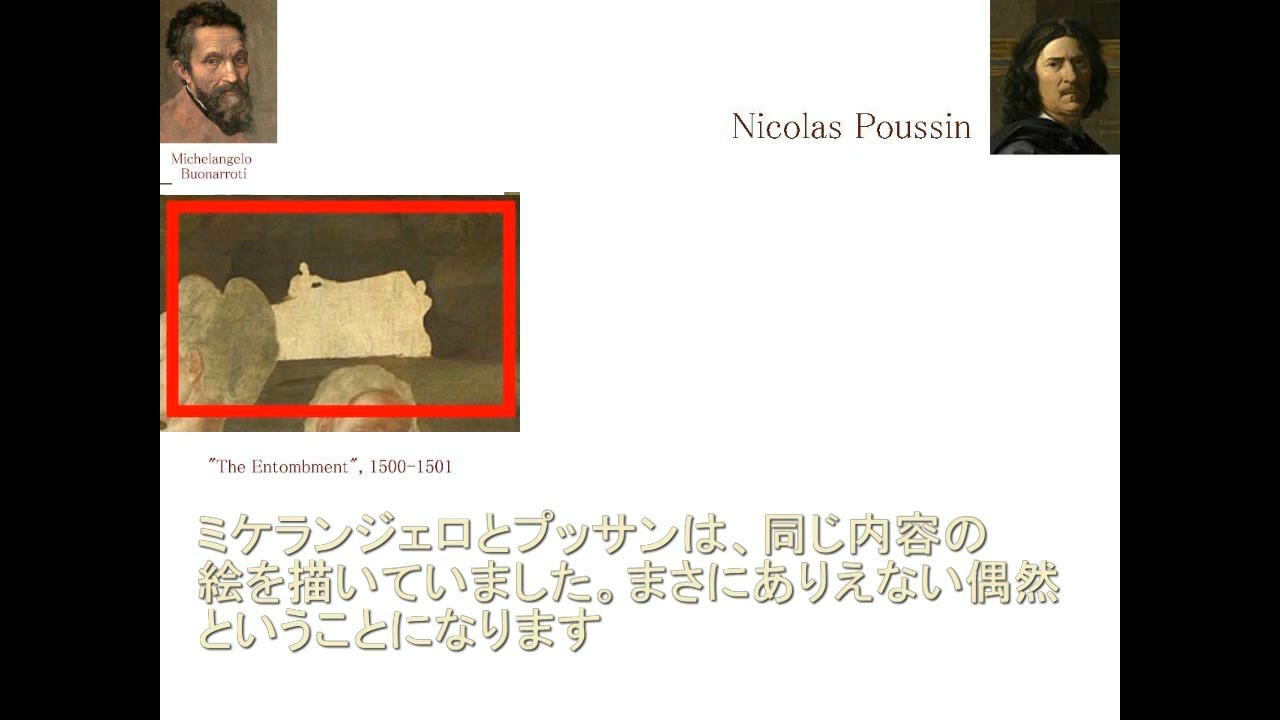 Nicolas Poussin
Michelangelo
Buonarroti
"The Entombment", 1500-1501
ミケランジェロとプッサンは、同じ内容の
絵を描いていました。まさにありえない偶然
ということになります